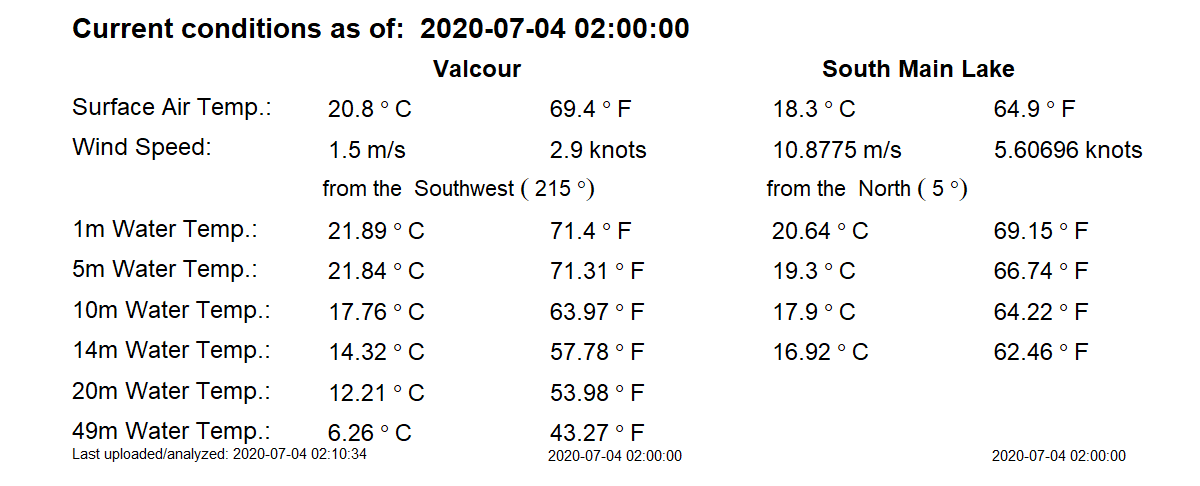 Current conditions as of: 2020-07-04 02:00:00
Valcour South Main Lake
Surface Air Temp.: 20.8 ° C 69.4 ° F 18.3 ° C 64.9 ° F
Wind Speed: 1.5 m/s 2.9 knots 10.8775 m/s 5.60696 knots
from the Southwest ( 215 °) from the North ( 5 °)
1m Water Temp.: 21.89 ° C 71.4 ° F 20.64 ° C 69.15 ° F
5m Water Temp.: 21.84 ° C 71.31 ° F 19.3 ° C 66.74 ° F
10m Water Temp.: 17.76 ° C 63.97 ° F 17.9 ° C 64.22 ° F
14m Water Temp.: 14.32 ° C 57.78 ° F 16.92 ° C 62.46 ° F
20m Water Temp.: 12.21 ° C 53.98 ° F
49m Water Temp.: 6.26 ° C 43.27 ° F
Last uploaded/analyzed: 2020-07-04 02:10:34 2020-07-04 02:00:00 2020-07-04 02:00:00